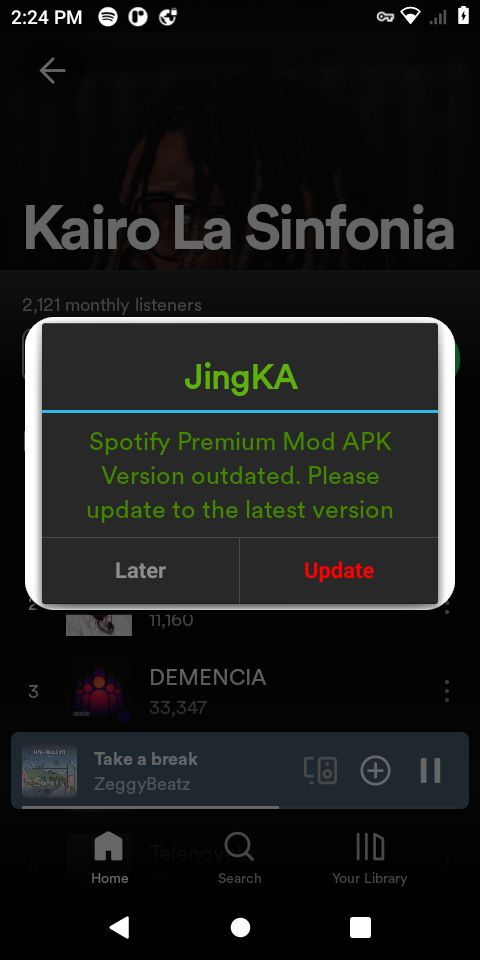 2:24 PM
Kairo La Sinfonia
2,121 monthly listeners
JingKA
Spotify Premium Mod APK
Version outdated. Please
update to the latest version
Later
Update
2
11,160
3
DEMENCIA
33,347
Take a break
ZeggyBeatz
Home
Search
Your Library